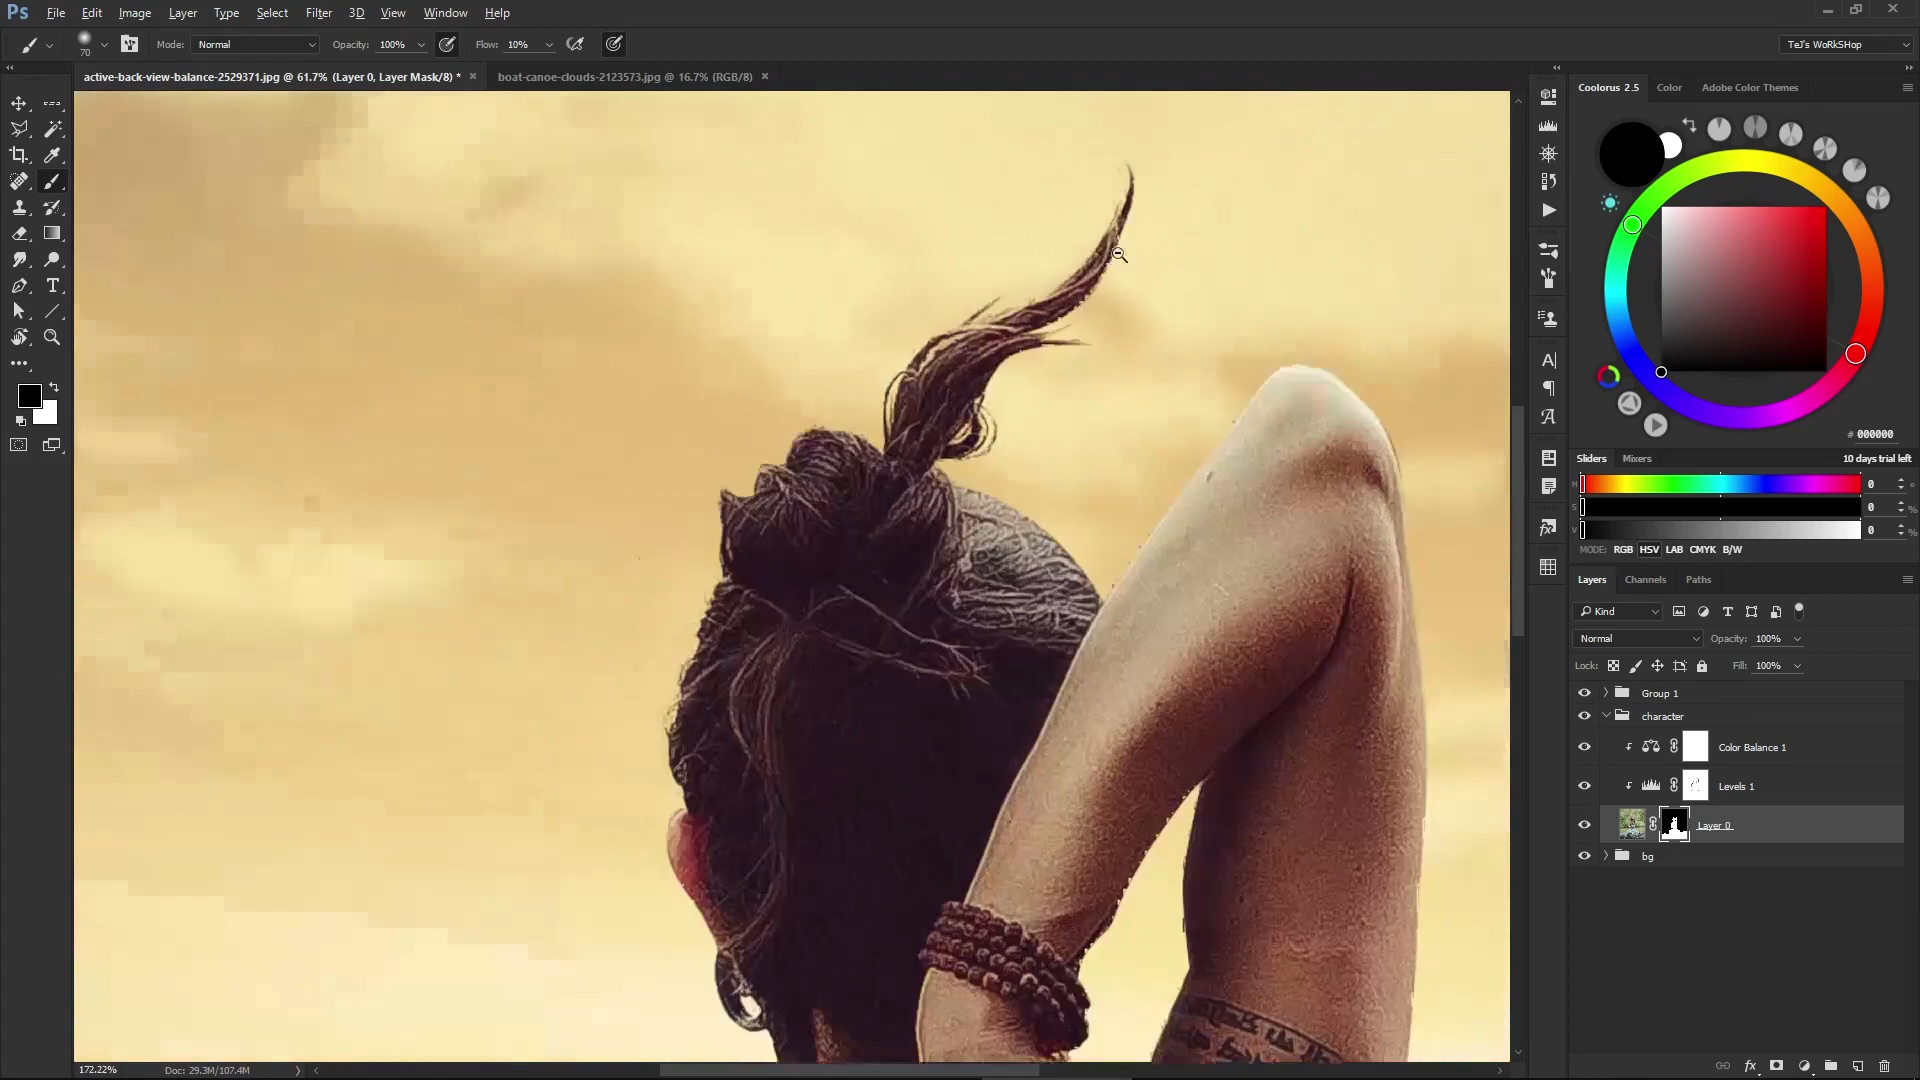 Ps File Edit Image Layer Type Select Filter 3D View Window Help
70 Mode: Normal Opacity: 100% Flow: 10% TeJ's WoRkSHop
active-back-view-balance-2529371.jpg @ 61.7% (Layer 0, Layer Mask/8) * × boat-canoe-clouds-2123573.jpg @ 16.7% (RGB/8) ×
Coolorus 2.5 Color Adobe Color Themes
# 000000
Sliders Mixers 10 days trial left
H 0 °
S 0 %
V 0 %
MODE: RGB HSV LAB CMYK B/W
Layers Channels Paths
Kind
Normal Opacity: 100%
Lock: Fill: 100%
Group 1
character
Color Balance 1
Levels 1
Layer 0
bg
172.22% Doc: 29.3M/107.4M